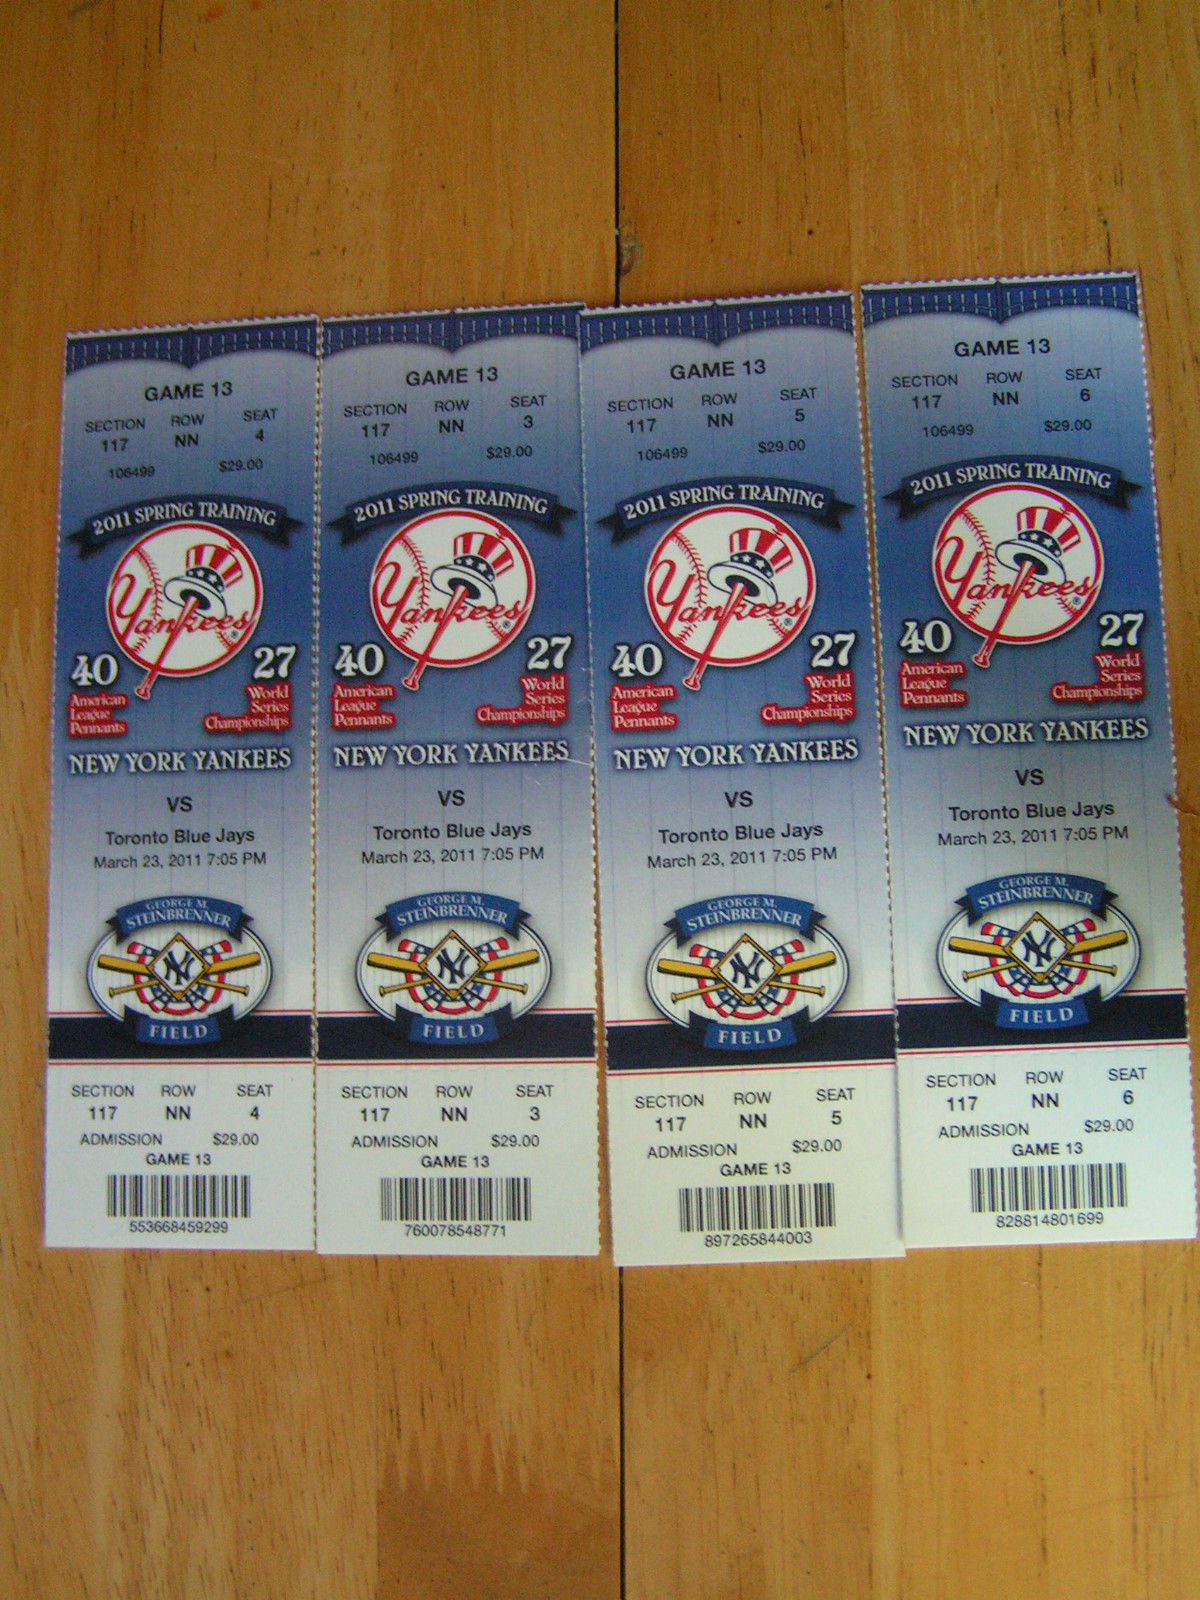 GAME 13
SECTION ROW SEAT
117 NN 4
106499 $29.00
2011 SPRING TRAINING
Yankees®
40 27
American League Pennants
World Series Championships
NEW YORK YANKEES
VS
Toronto Blue Jays
March 23, 2011 7:05 PM
GEORGE M.
STEINBRENNER
NY
FIELD
SECTION ROW SEAT
117 NN 4
ADMISSION $29.00
GAME 13
553668459299
GAME 13
SECTION ROW SEAT
117 NN 3
106499 $29.00
2011 SPRING TRAINING
Yankees®
40 27
American League Pennants
World Series Championships
NEW YORK YANKEES
VS
Toronto Blue Jays
March 23, 2011 7:05 PM
GEORGE M.
STEINBRENNER
NY
FIELD
SECTION ROW SEAT
117 NN 3
ADMISSION $29.00
GAME 13
760078548771
GAME 13
SECTION ROW SEAT
117 NN 5
106499 $29.00
2011 SPRING TRAINING
Yankees®
40 27
American League Pennants
World Series Championships
NEW YORK YANKEES
VS
Toronto Blue Jays
March 23, 2011 7:05 PM
GEORGE M.
STEINBRENNER
NY
FIELD
SECTION ROW SEAT
117 NN 5
ADMISSION $29.00
GAME 13
897265844003
GAME 13
SECTION ROW SEAT
117 NN 6
106499 $29.00
2011 SPRING TRAINING
Yankees®
40 27
American League Pennants
World Series Championships
NEW YORK YANKEES
VS
Toronto Blue Jays
March 23, 2011 7:05 PM
GEORGE M.
STEINBRENNER
NY
FIELD
SECTION ROW SEAT
117 NN 6
ADMISSION $29.00
GAME 13
828814801699